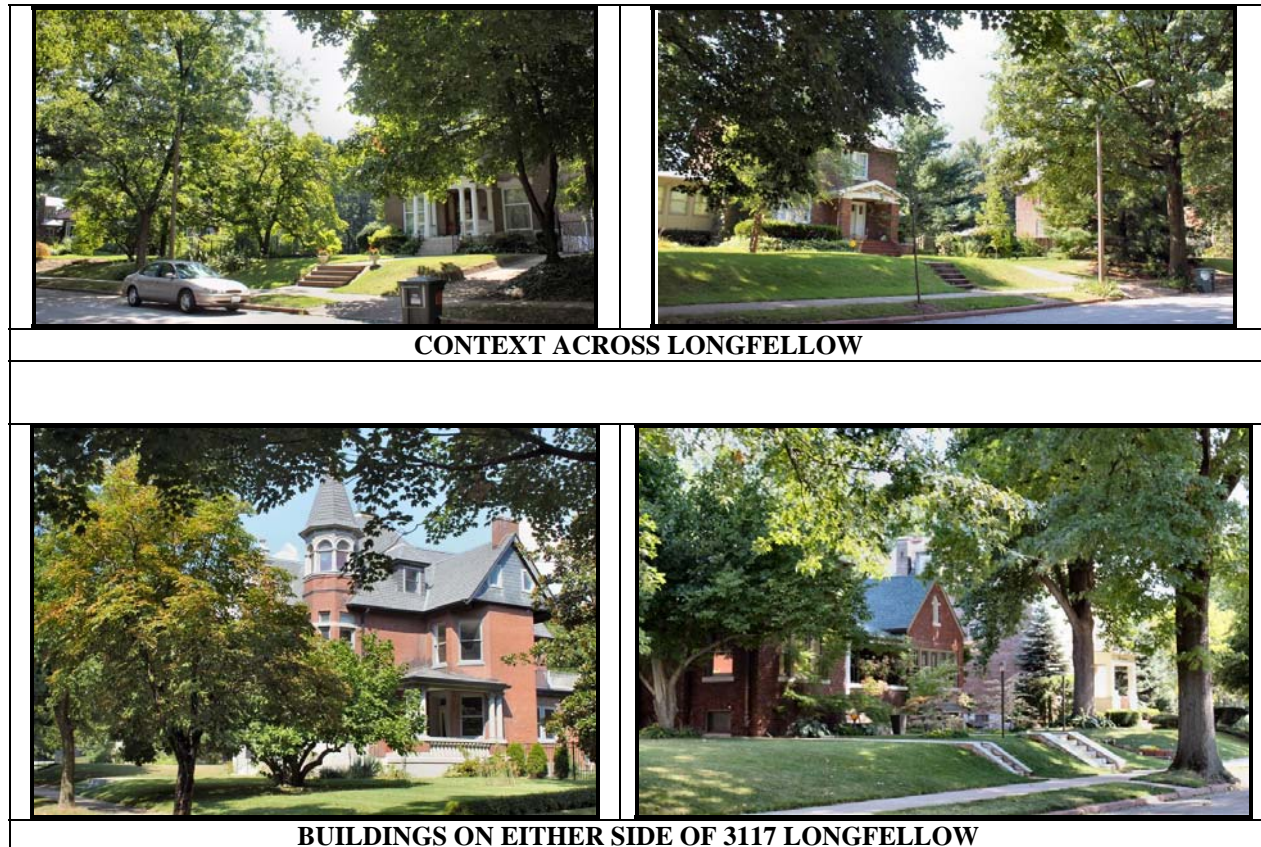 CONTEXT ACROSS LONGFELLOW
BUILDINGS ON EITHER SIDE OF 3117 LONGFELLOW